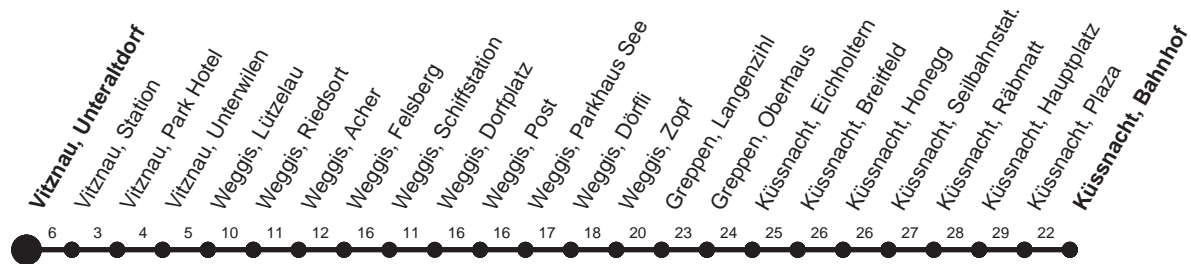 Vitznau, Unteraltdorf
Vitznau, Station
Vitznau, Park Hotel
Vitznau, Unterwilen
Weggis, Lützelau
Weggis, Riedsort
Weggis, Acher
Weggis, Felsberg
Weggis, Schiffstation
Weggis, Dorfplatz
Weggis, Post
Weggis, Parkhaus See
Weggis, Dörfli
Weggis, Zopf
Greppen, Langenzihl
Greppen, Oberhaus
Küssnacht, Eichholtern
Küssnacht, Breitfeld
Küssnacht, Honegg
Küssnacht, Seilbahnstat.
Küssnacht, Räbmatt
Küssnacht, Hauptplatz
Küssnacht, Plaza
Küssnacht, Bahnhof
6 3 4 5 10 11 12 16 11 16 16 17 18 20 23 24 25 26 26 27 28 29 22